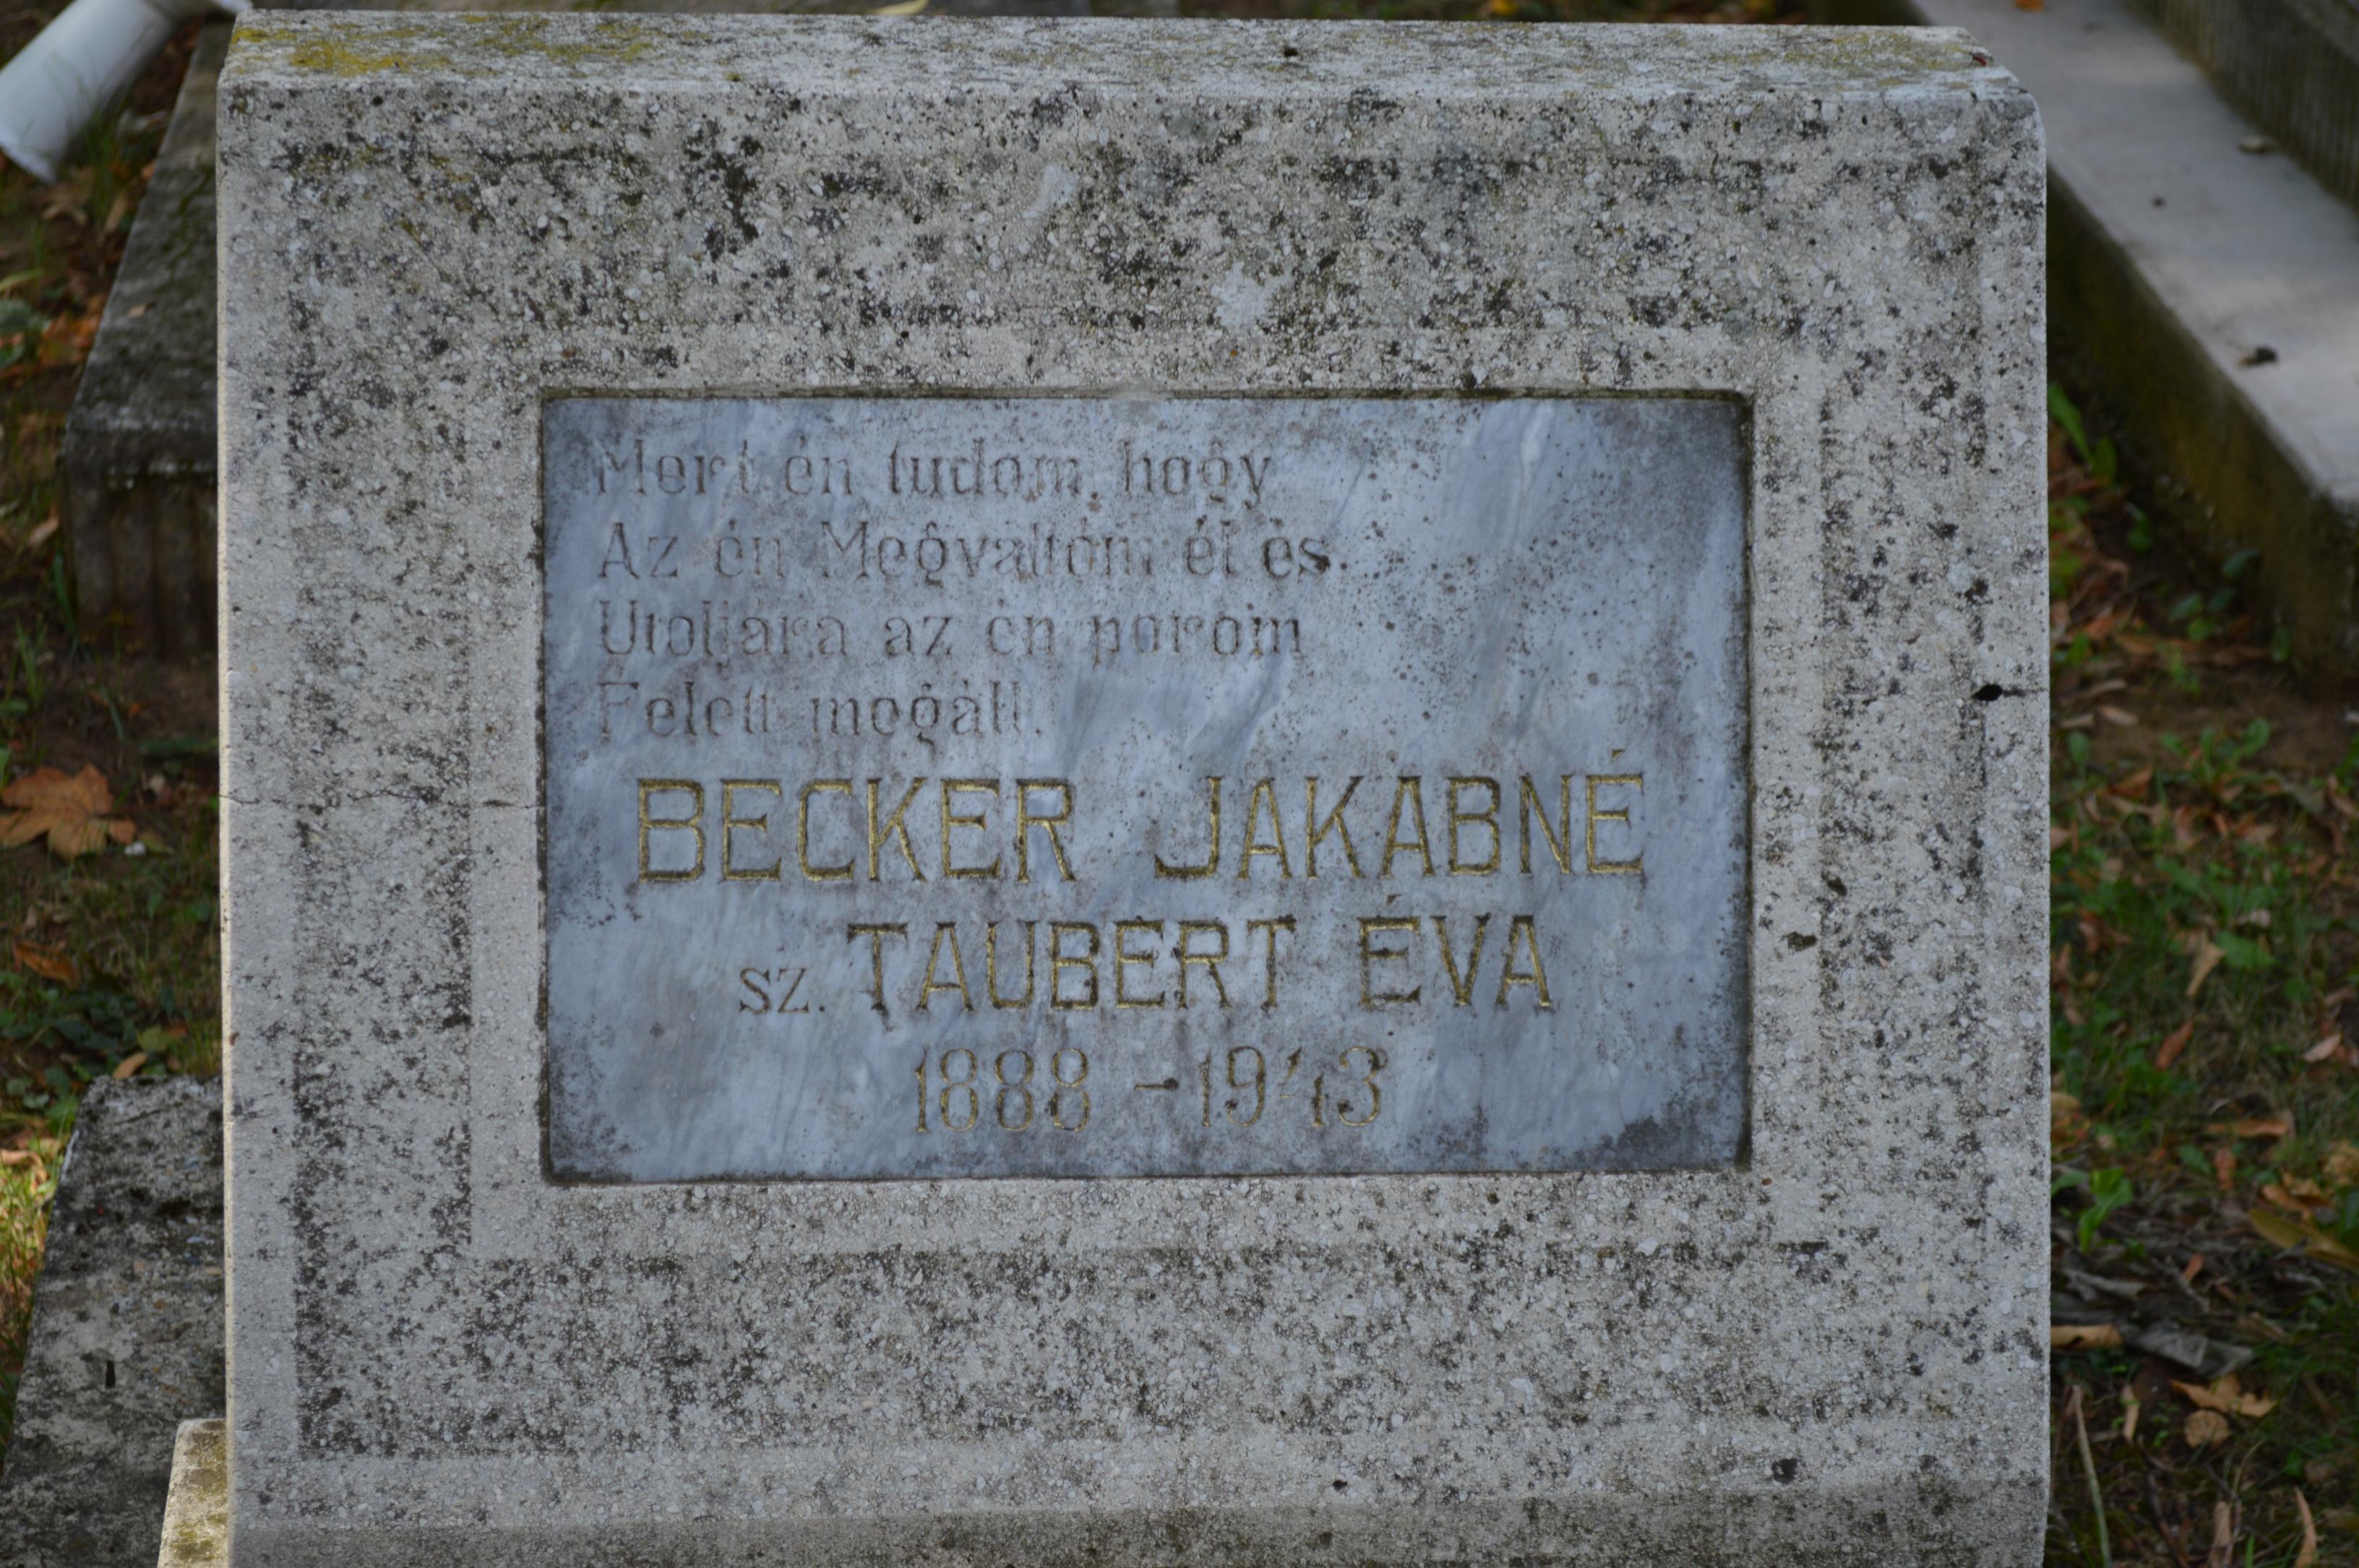 Mert én tudom, hogy
Az én Megváltóm él és
Utoljára az én porom
Felett megáll.
BECKER JAKABNÉ
SZ. TAUBERT ÉVA
1888 - 1943